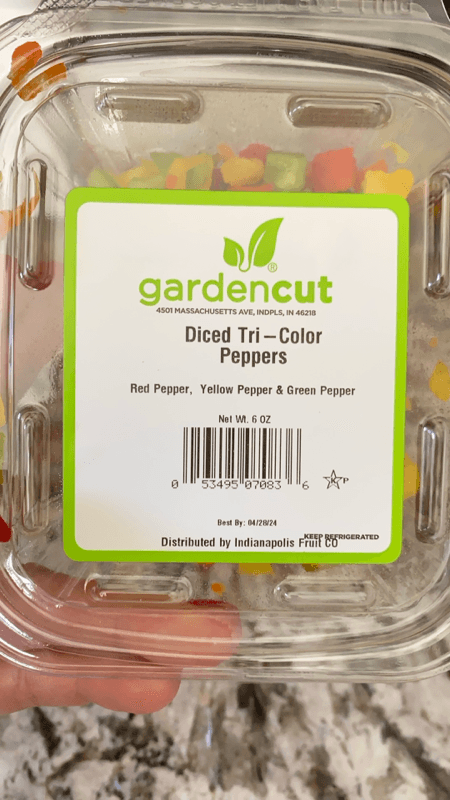 gardencut®
4501 MASSACHUSETTS AVE, INDPLS, IN 46218
Diced Tri-Color
Peppers
Red Pepper, Yellow Pepper & Green Pepper
Net Wt. 6 OZ
0 53495 07083 6
K P
Best By: 04/28/24
KEEP REFRIGERATED
Distributed by Indianapolis Fruit CO